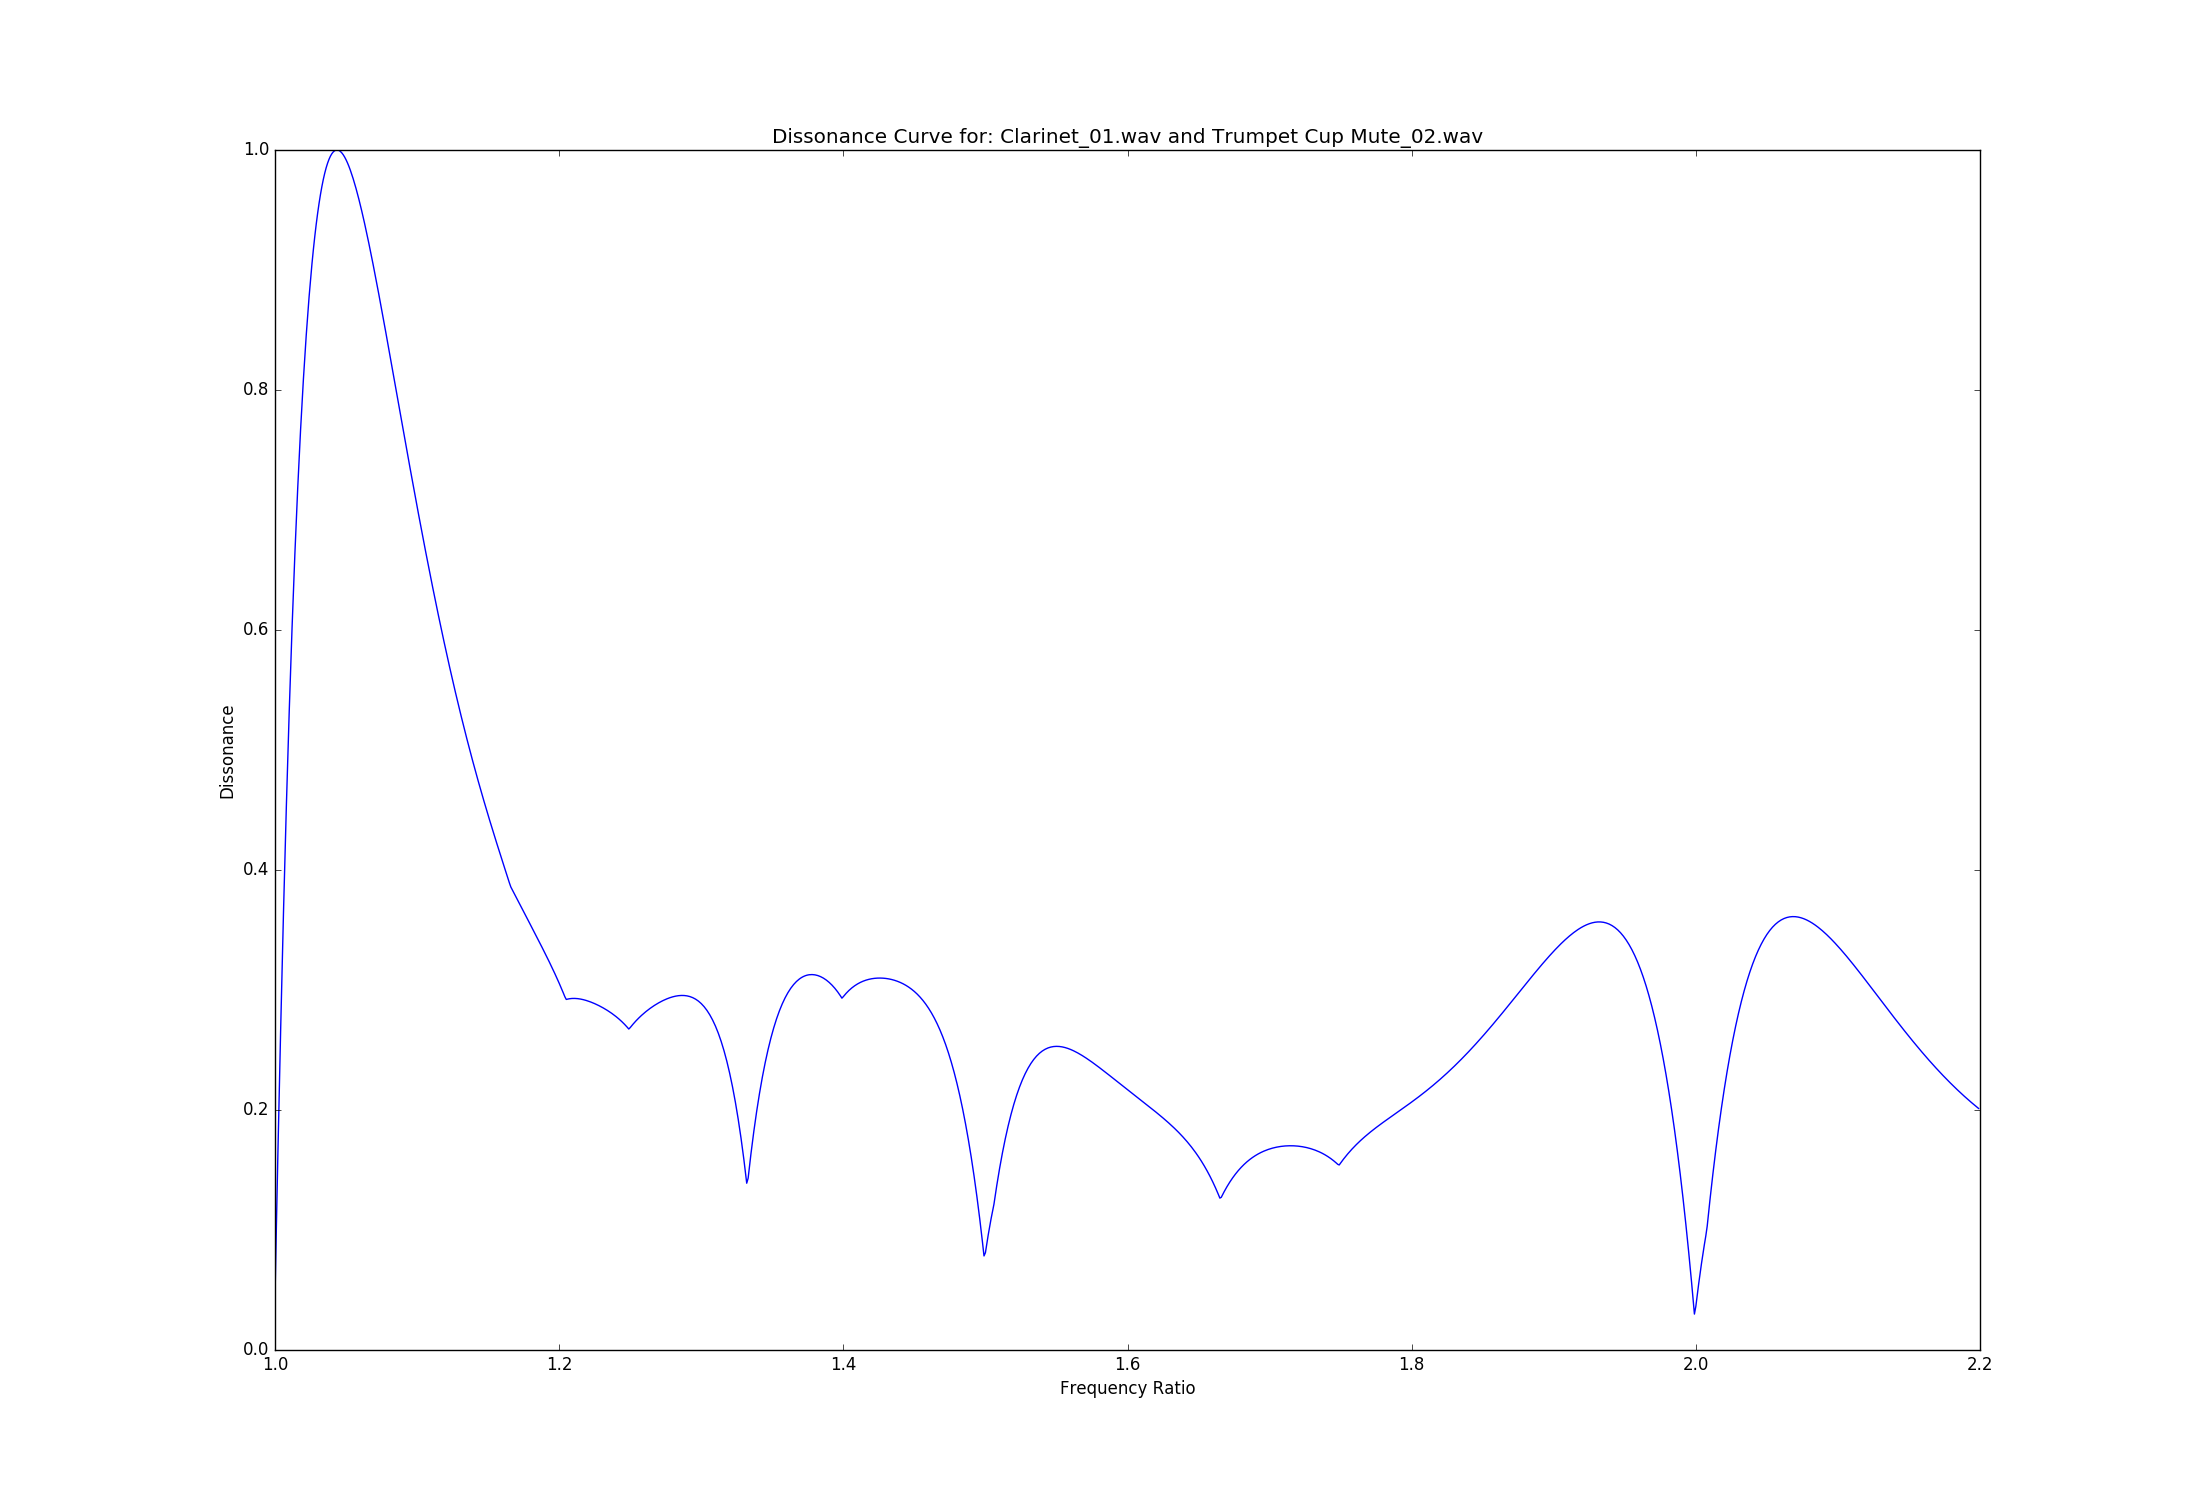 Dissonance Curve for: Clarinet_01.wav and Trumpet Cup Mute_02.wav
1.0
0.8
0.6
0.4
0.2
0.0
Dissonance
1.0 1.2 1.4 1.6 1.8 2.0 2.2
Frequency Ratio